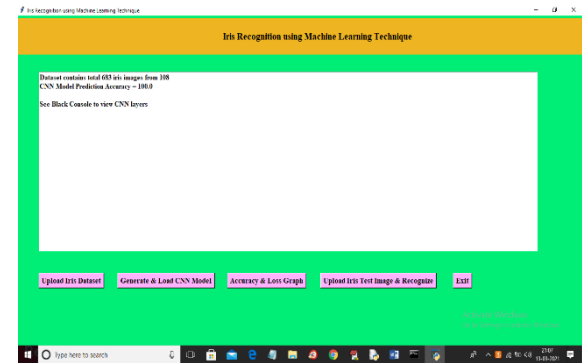 Iris Recognition using Machine Learning Technique
Iris Recognition using Machine Learning Technique
Dataset contains total 683 iris images from 108
CNN Model Prediction Accuracy = 100.0
See Black Console to view CNN layers
Upload Iris Dataset
Generate & Load CNN Model
Accuracy & Loss Graph
Upload Iris Test Image & Recognize
Exit
Type here to search
21:07